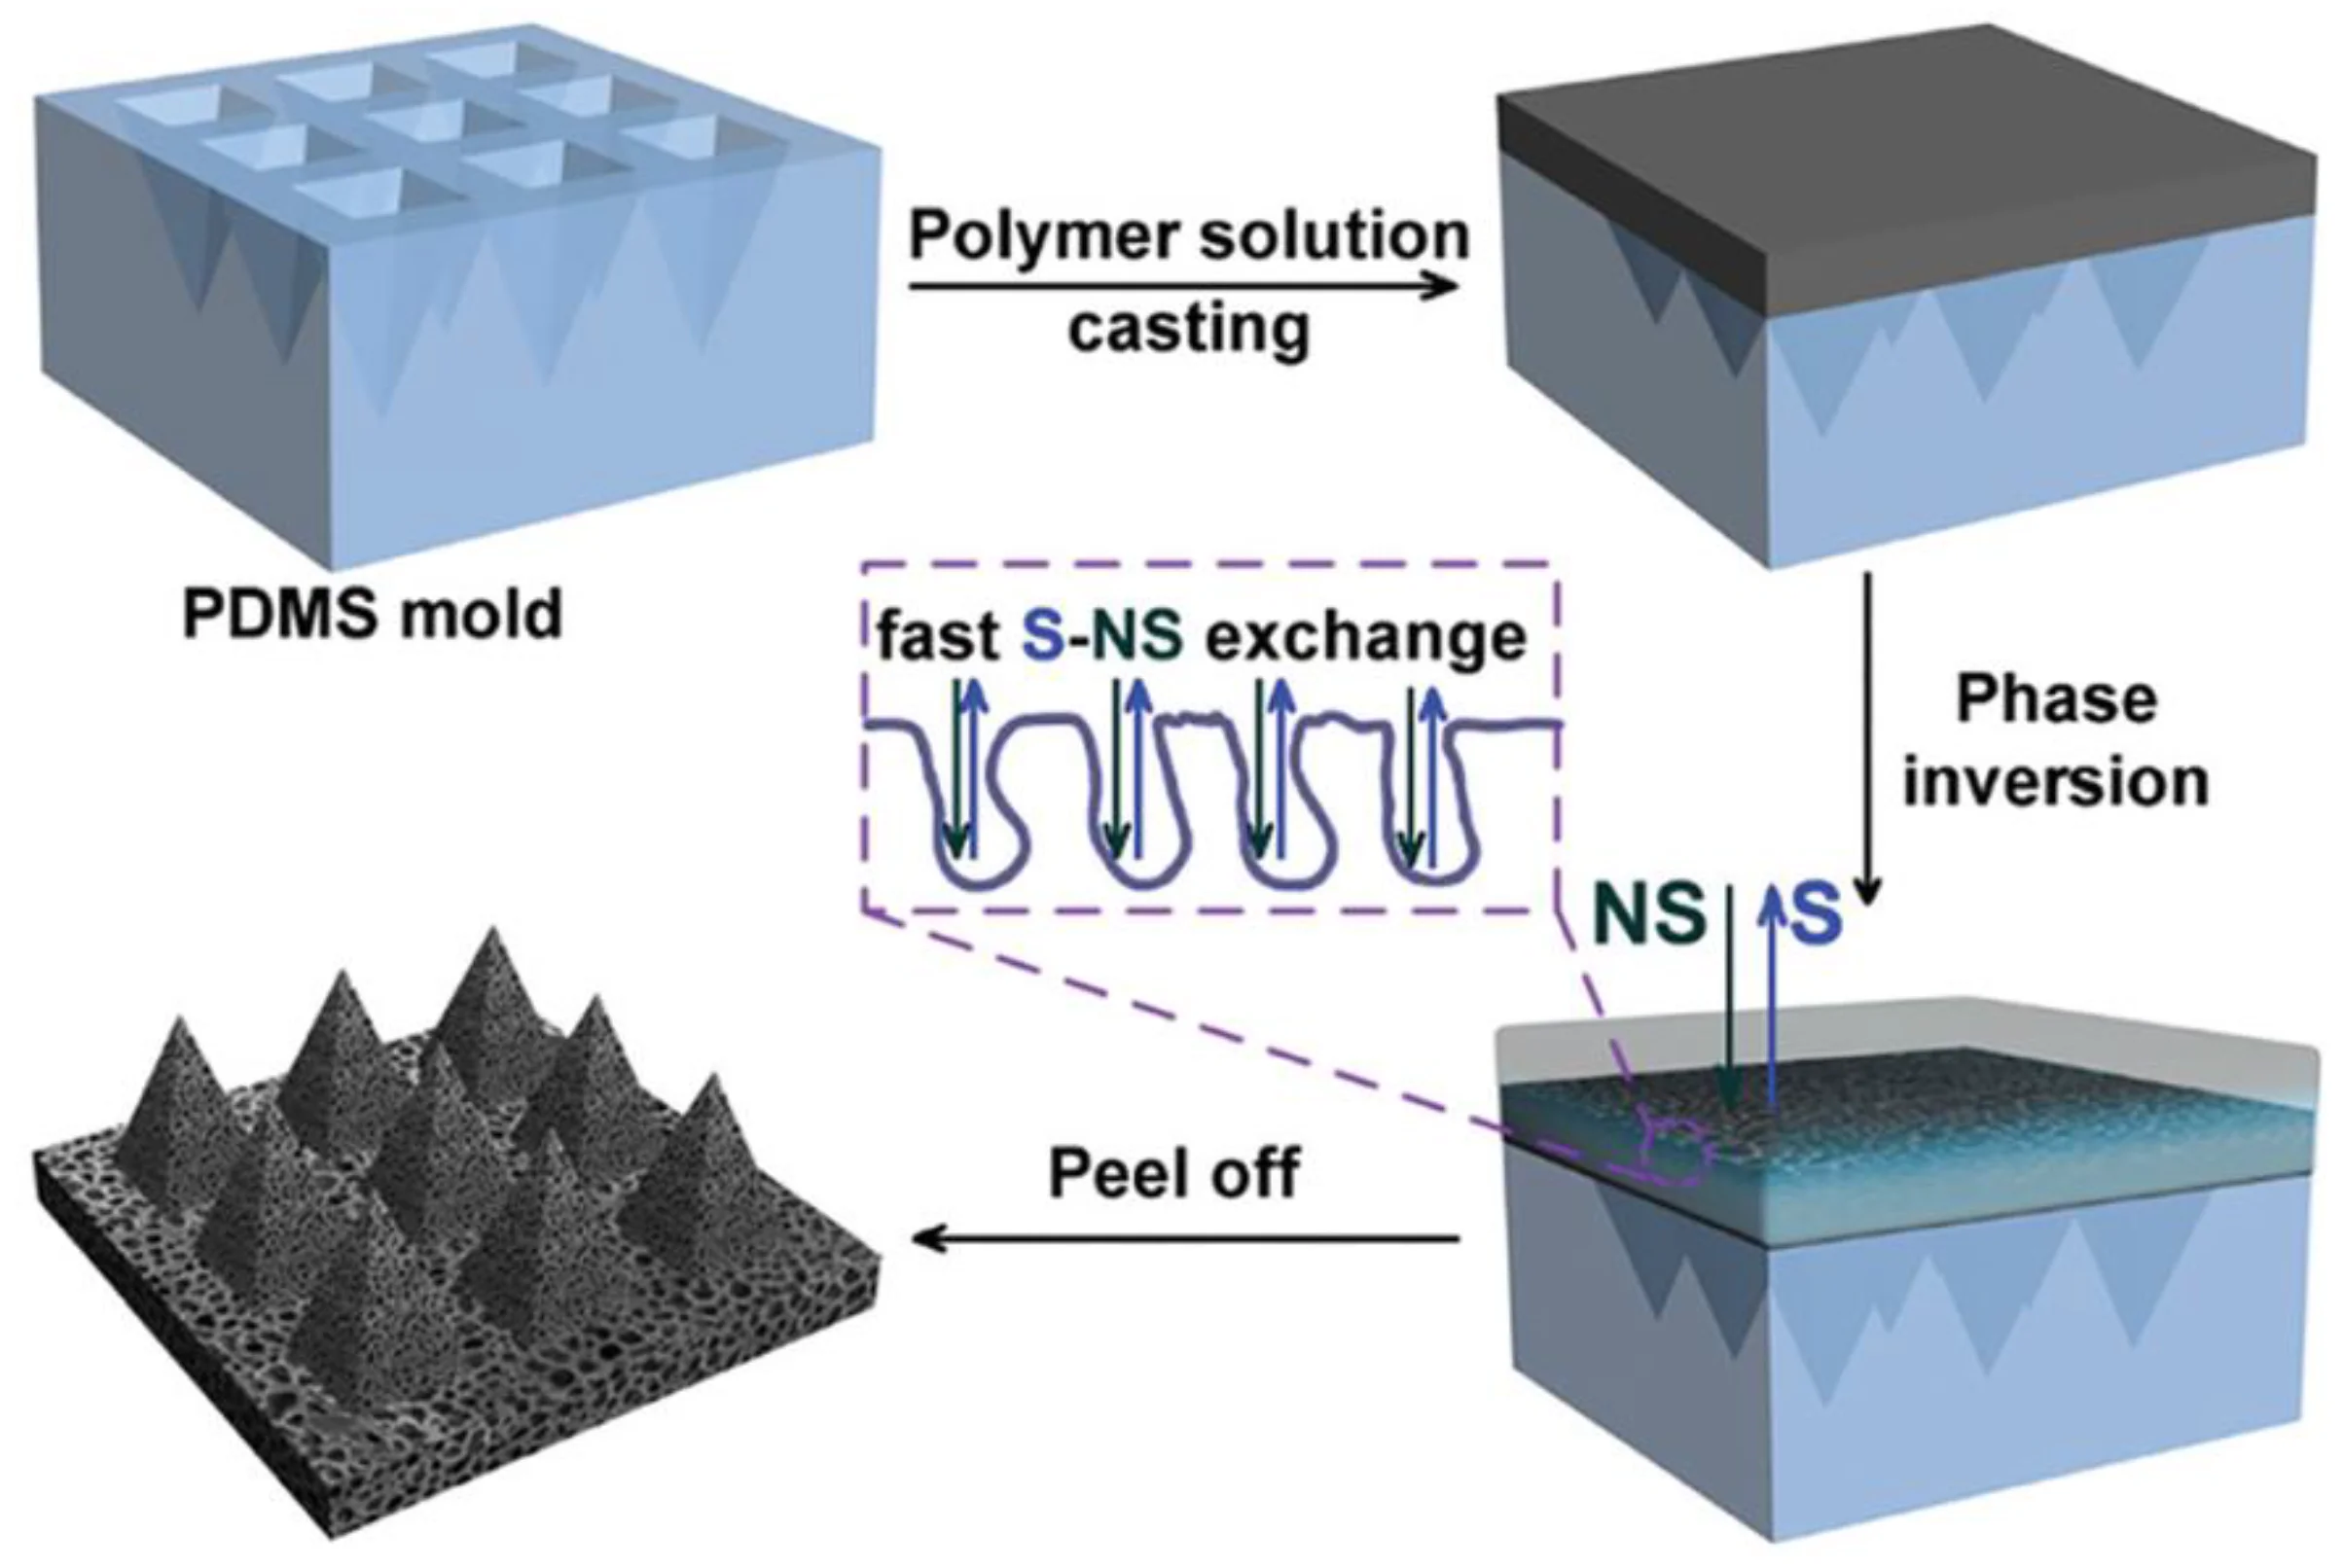 Polymer solution
casting
PDMS mold
fast S-NS exchange
Phase
inversion
NS S
Peel off